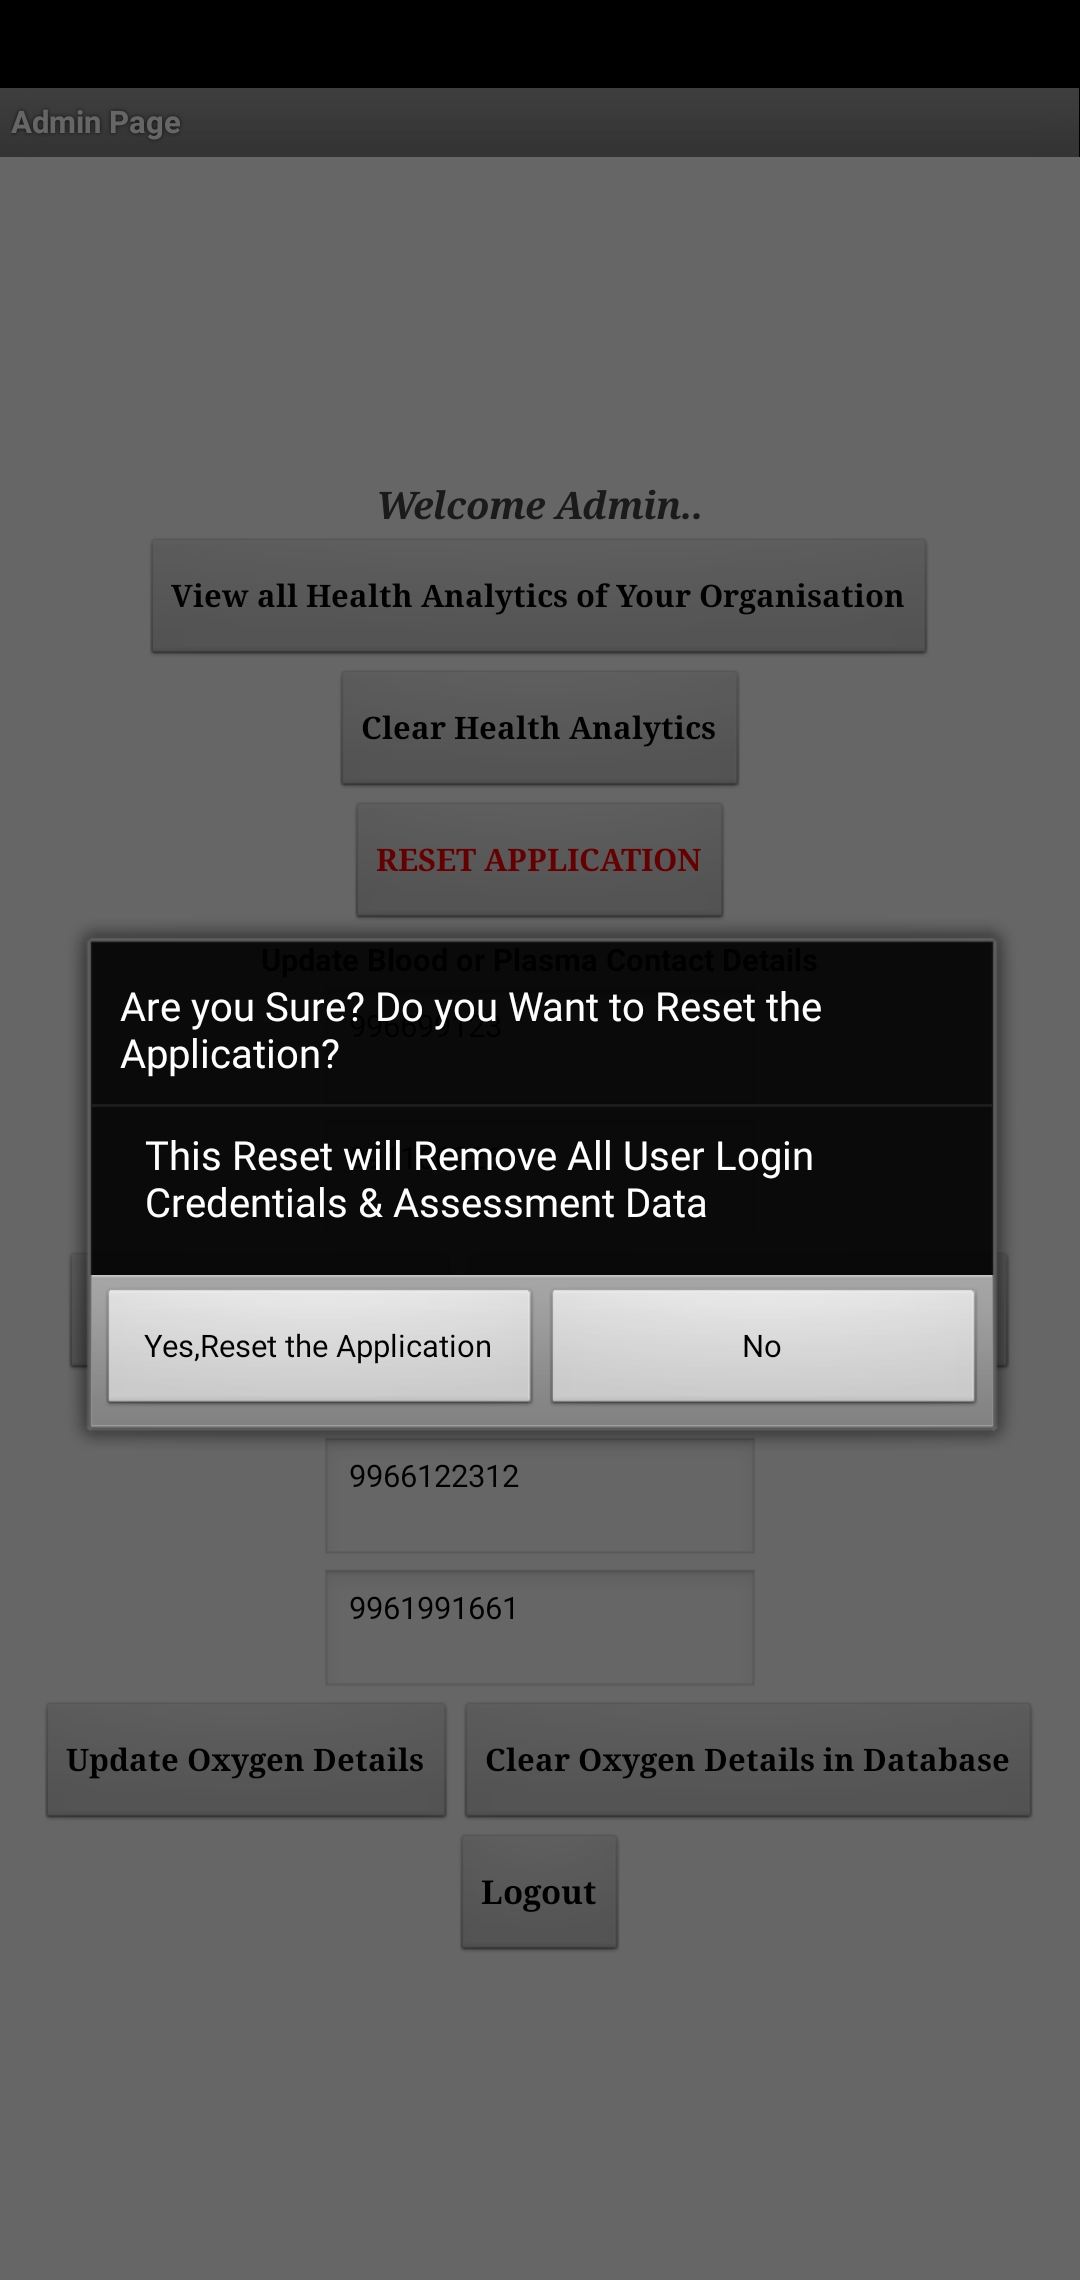 Admin Page
Welcome Admin..
View all Health Analytics of Your Organisation
Clear Health Analytics
RESET APPLICATION
Update Blood or Plasma Contact Details
Are you Sure? Do you Want to Reset the
Application?
This Reset will Remove All User Login
Credentials & Assessment Data
Yes,Reset the Application
No
9966122312
9961991661
Update Oxygen Details
Clear Oxygen Details in Database
Logout